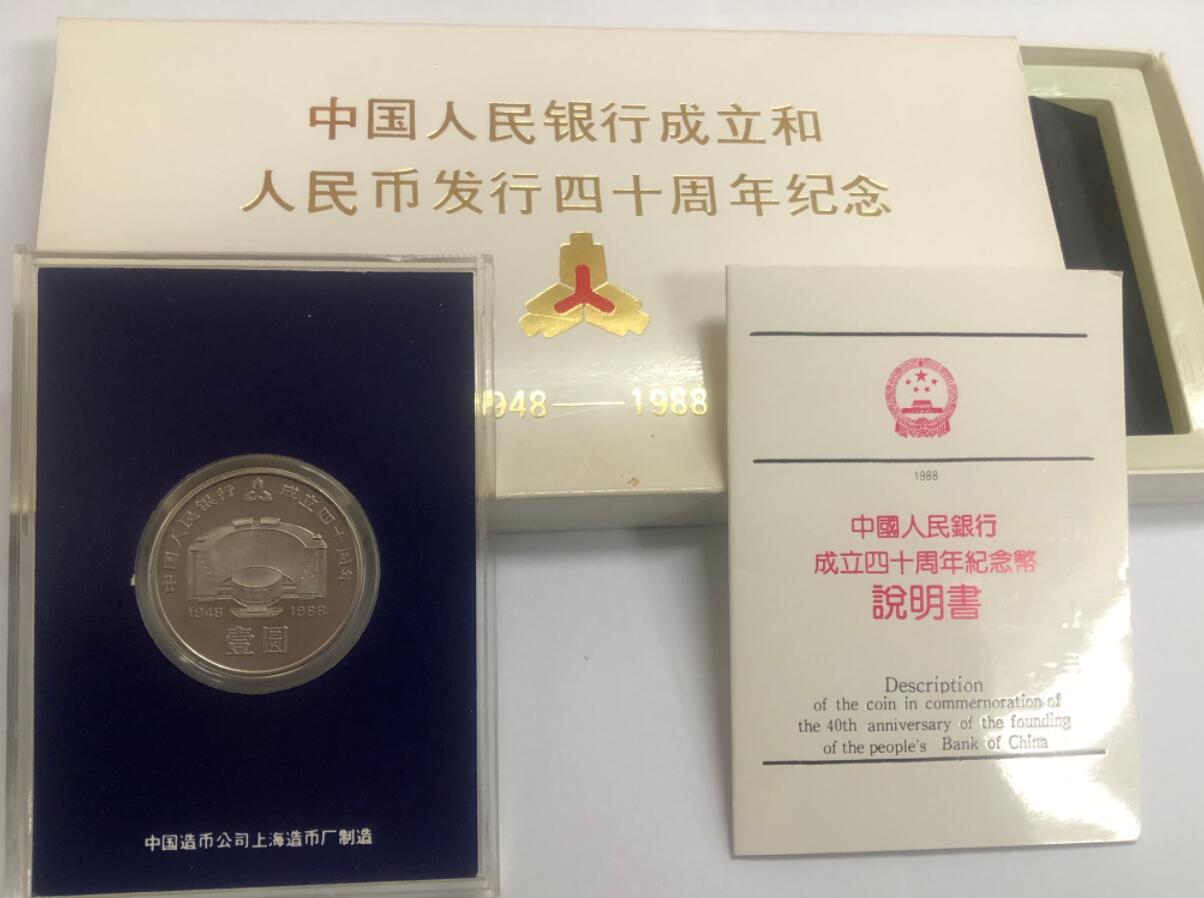 中国人民银行成立和
人民币发行四十周年纪念
1948——1988
中国人民银行 成立四十周年
1948 1988
壹圆
中国造币公司上海造币厂制造
1988
中國人民銀行
成立四十周年紀念幣
說明書
Description
of the coin in commemoration of
the 40th anniversary of the founding
of the people's Bank of China